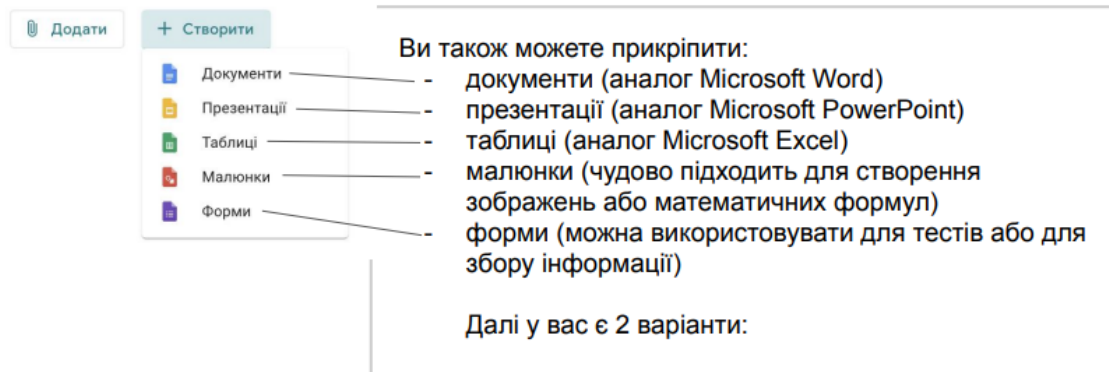 Додати
+ Створити
Документи
Презентації
Таблиці
Малюнки
Форми
Ви також можете прикріпити:
- документи (аналог Microsoft Word)
- презентації (аналог Microsoft PowerPoint)
- таблиці (аналог Microsoft Excel)
- малюнки (чудово підходить для створення
зображень або математичних формул)
- форми (можна використовувати для тестів або для
збору інформації)
Далі у вас є 2 варіанти: